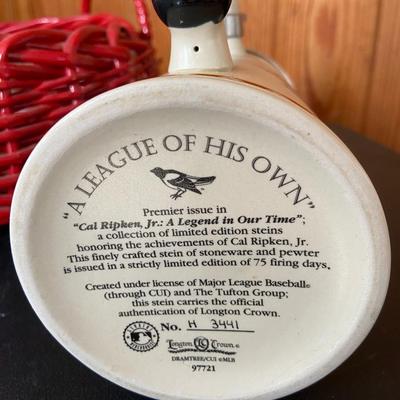 "A LEAGUE OF HIS OWN"
Premier issue in
"Cal Ripken, Jr.: A Legend in Our Time";
a collection of limited edition steins
honoring the achievements of Cal Ripken, Jr.
This finely crafted stein of stoneware and pewter
is issued in a strictly limited edition of 75 firing days.
Created under license of Major League Baseball®
(through CUI) and The Tufton Group;
this stein carries the official
authentication of Longton Crown.
No. H 3441
Longton Crown
DRAMTREE/CUI ©MLB
97721